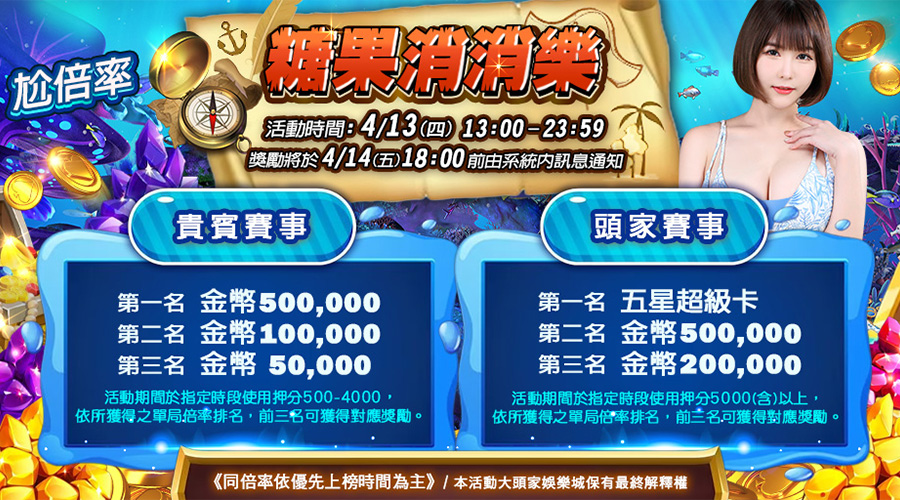 尬倍率
糖果消消樂
活動時間：4/13(四) 13:00-23:59
獎勵將於4/14(五)18:00前由系統內訊息通知
貴賓賽事
第一名 金幣500,000
第二名 金幣100,000
第三名 金幣 50,000
活動期間於指定時段使用押分500-4000，
依所獲得之單局倍率排名，前三名可獲得對應獎勵。
頭家賽事
第一名 五星超級卡
第二名 金幣500,000
第三名 金幣200,000
活動期間於指定時段使用押分5000(含)以上，
依所獲得之單局倍率排名，前三名可獲得對應獎勵。
《同倍率依優先上榜時間為主》/ 本活動大頭家娛樂城保有最終解釋權